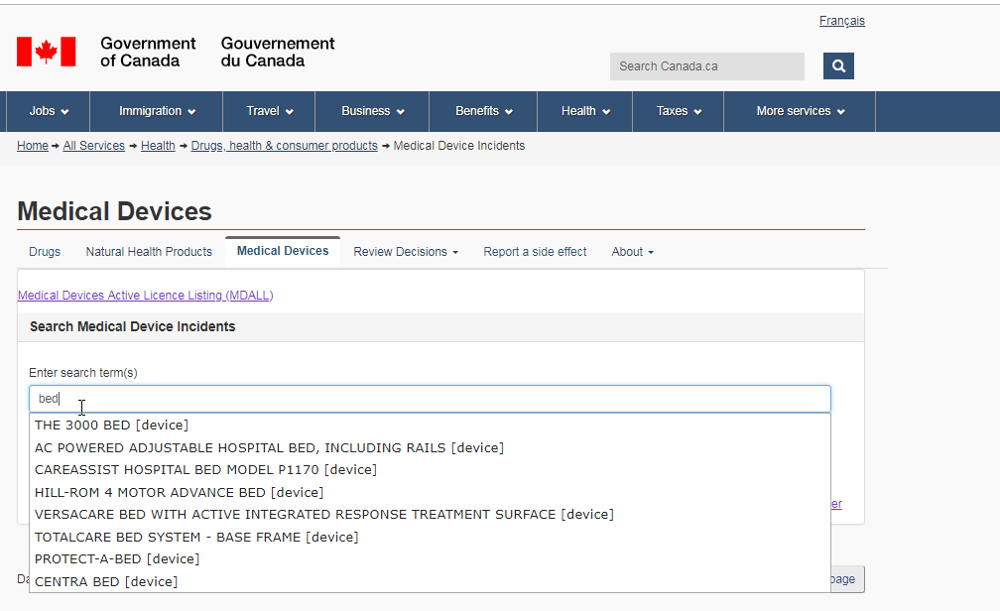 Français
Government of Canada
Gouvernement du Canada
Search Canada.ca
Jobs Immigration Travel Business Benefits Health Taxes More services
Home → All Services → Health → Drugs, health & consumer products → Medical Device Incidents
Medical Devices
Drugs Natural Health Products Medical Devices Review Decisions Report a side effect About
Medical Devices Active Licence Listing (MDALL)
Search Medical Device Incidents
Enter search term(s)
bed
THE 3000 BED [device]
AC POWERED ADJUSTABLE HOSPITAL BED, INCLUDING RAILS [device]
CAREASSIST HOSPITAL BED MODEL P1170 [device]
HILL-ROM 4 MOTOR ADVANCE BED [device]
VERSACARE BED WITH ACTIVE INTEGRATED RESPONSE TREATMENT SURFACE [device]
TOTALCARE BED SYSTEM - BASE FRAME [device]
PROTECT-A-BED [device]
CENTRA BED [device]